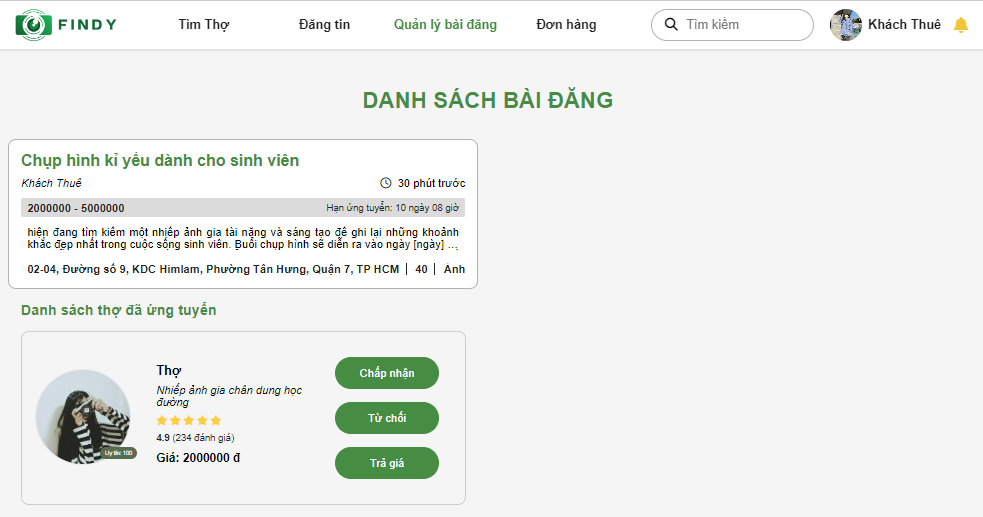 FINDY
Tìm Thợ
Đăng tin
Quản lý bài đăng
Đơn hàng
Tìm kiếm
Khách Thuê
DANH SÁCH BÀI ĐĂNG
Chụp hình kỉ yếu dành cho sinh viên
Khách Thuê
30 phút trước
2000000 - 5000000
Hạn ứng tuyển: 10 ngày 08 giờ
hiện đang tìm kiếm một nhiếp ảnh gia tài năng và sáng tạo để ghi lại những khoảnh
khắc đẹp nhất trong cuộc sống sinh viên. Buổi chụp hình sẽ diễn ra vào ngày [ngày] ...
02-04, Đường số 9, KDC Himlam, Phường Tân Hưng, Quận 7, TP HCM | 40 | Ảnh
Danh sách thợ đã ứng tuyển
Thợ
Nhiếp ảnh gia chân dung học
đường
4.9 (234 đánh giá)
Uy tín: 100
Giá: 2000000 đ
Chấp nhận
Từ chối
Trả giá